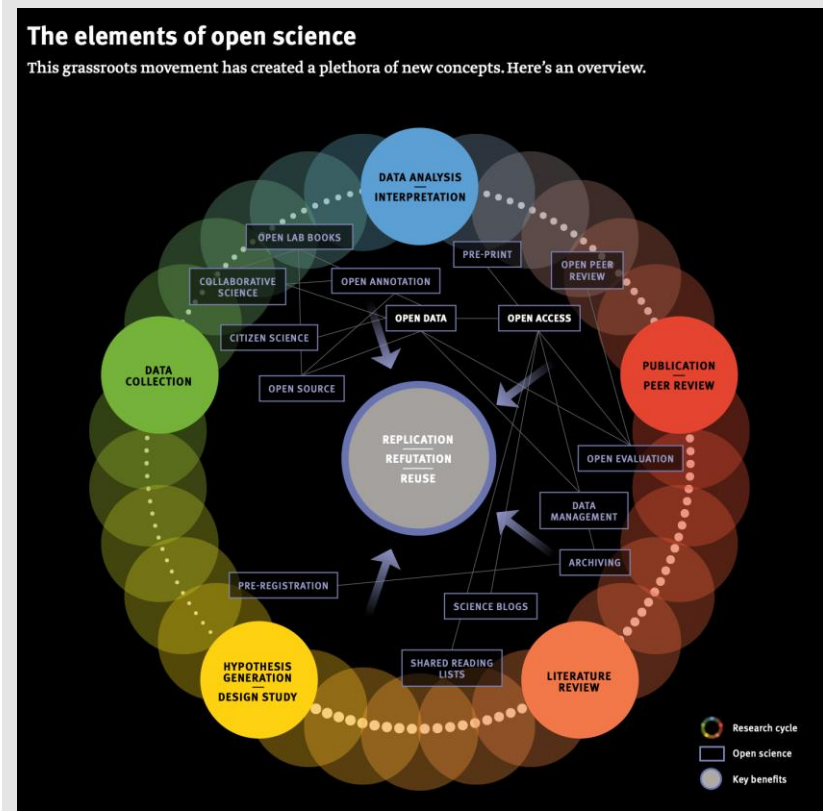 The elements of open science
This grassroots movement has created a plethora of new concepts. Here's an overview.
DATA ANALYSIS
INTERPRETATION
OPEN LAB BOOKS
PRE-PRINT
OPEN PEER
REVIEW
COLLABORATIVE
SCIENCE
OPEN ANNOTATION
OPEN DATA
OPEN ACCESS
CITIZEN SCIENCE
DATA
COLLECTION
OPEN SOURCE
PUBLICATION
PEER REVIEW
REPLICATION
REFUTATION
REUSE
OPEN EVALUATION
DATA
MANAGEMENT
ARCHIVING
PRE-REGISTRATION
SCIENCE BLOGS
HYPOTHESIS
GENERATION
DESIGN STUDY
SHARED READING
LISTS
LITERATURE
REVIEW
Research cycle
Open science
Key benefits